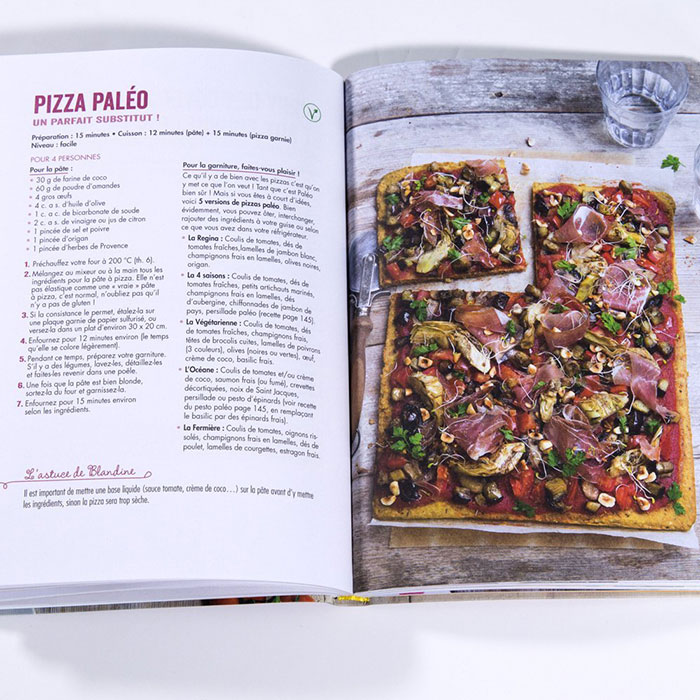 PIZZA PALÉO
UN PARFAIT SUBSTITUT !
Préparation : 15 minutes • Cuisson : 12 minutes (pâte) + 15 minutes (pizza garnie)
Niveau : facile
POUR 4 PERSONNES
Pour la pâte :
• 30 g de farine de coco
• 60 g de poudre d'amandes
• 4 gros œufs
• 4 c. a s. d'huile d'olive
• 1 c. a c. de bicarbonate de soude
• 2 c. a s. de vinaigre ou jus de citron
• 1 pincée de sel et poivre
• 1 pincée d'origan
• 1 pincée d'herbes de Provence
1. Préchauffez votre four à 200 °C (th. 6).
2. Mélangez au mixeur ou à la main tous les
ingrédients pour la pâte à pizza. Elle n'est
pas élastique comme une « vraie » pâte
à pizza, c'est normal, n'oubliez pas qu'il
n'y a pas de gluten !
3. Si la consistance le permet, étalez-la sur
une plaque garnie de papier sulfurisé, ou
versez-la dans un plat d'environ 30 x 20 cm.
4. Enfournez pour 12 minutes environ (le temps
qu'elle se colore légèrement).
5. Pendant ce temps, préparez votre garniture.
S'il y a des légumes, lavez-les, détaillez-les
et faites-les revenir dans une poêle.
6. Une fois que la pâte est bien blonde,
sortez-la du four et garnissez-la.
7. Enfournez pour 15 minutes environ
selon les ingrédients.
Pour la garniture, faites-vous plaisir !
Ce qu'il y a de bien avec les pizzas c'est qu'on
y met ce que l'on veut ! Tant que c'est Paléo
bien sûr ! Mais si vous êtes à court d'idées,
voici 5 versions de pizzas paléo. Bien
évidemment, vous pouvez ôter, interchanger,
rajouter des ingrédients à votre guise ou selon
ce que vous avez dans votre réfrigérateur.
• La Regina : Coulis de tomates, dés de
tomates fraîches, lamelles de jambon blanc,
champignons frais en lamelles, olives noires,
origan.
• La 4 saisons : Coulis de tomates, dés de
tomates fraîches, petits artichauts marinés,
champignons frais en lamelles, dés
d'aubergine, chiffonnades de jambon de
pays, persillade paléo (recette page 145).
• La Végétarienne : Coulis de tomates, dés
de tomates fraîches, champignons frais,
têtes de brocolis cuites, lamelles de poivrons
(3 couleurs), olives (noires ou vertes), œuf,
crème de coco, basilic frais.
• L'Océane : Coulis de tomates et/ou crème
de coco, saumon frais (ou fumé), crevettes
décortiquées, noix de Saint Jacques,
persillade ou pesto d'épinards (voir recette
du pesto paléo page 145, en remplaçant
le basilic par des épinards frais).
• La Fermière : Coulis de tomates, oignons ris-
solés, champignons frais en lamelles, dés de
poulet, lamelles de courgettes, estragon frais.
L'astuce de Blandine
Il est important de mettre une base liquide (sauce tomate, crème de coco...) sur la pâte avant d'y mettre
les ingrédients, sinon la pizza sera trop sèche.